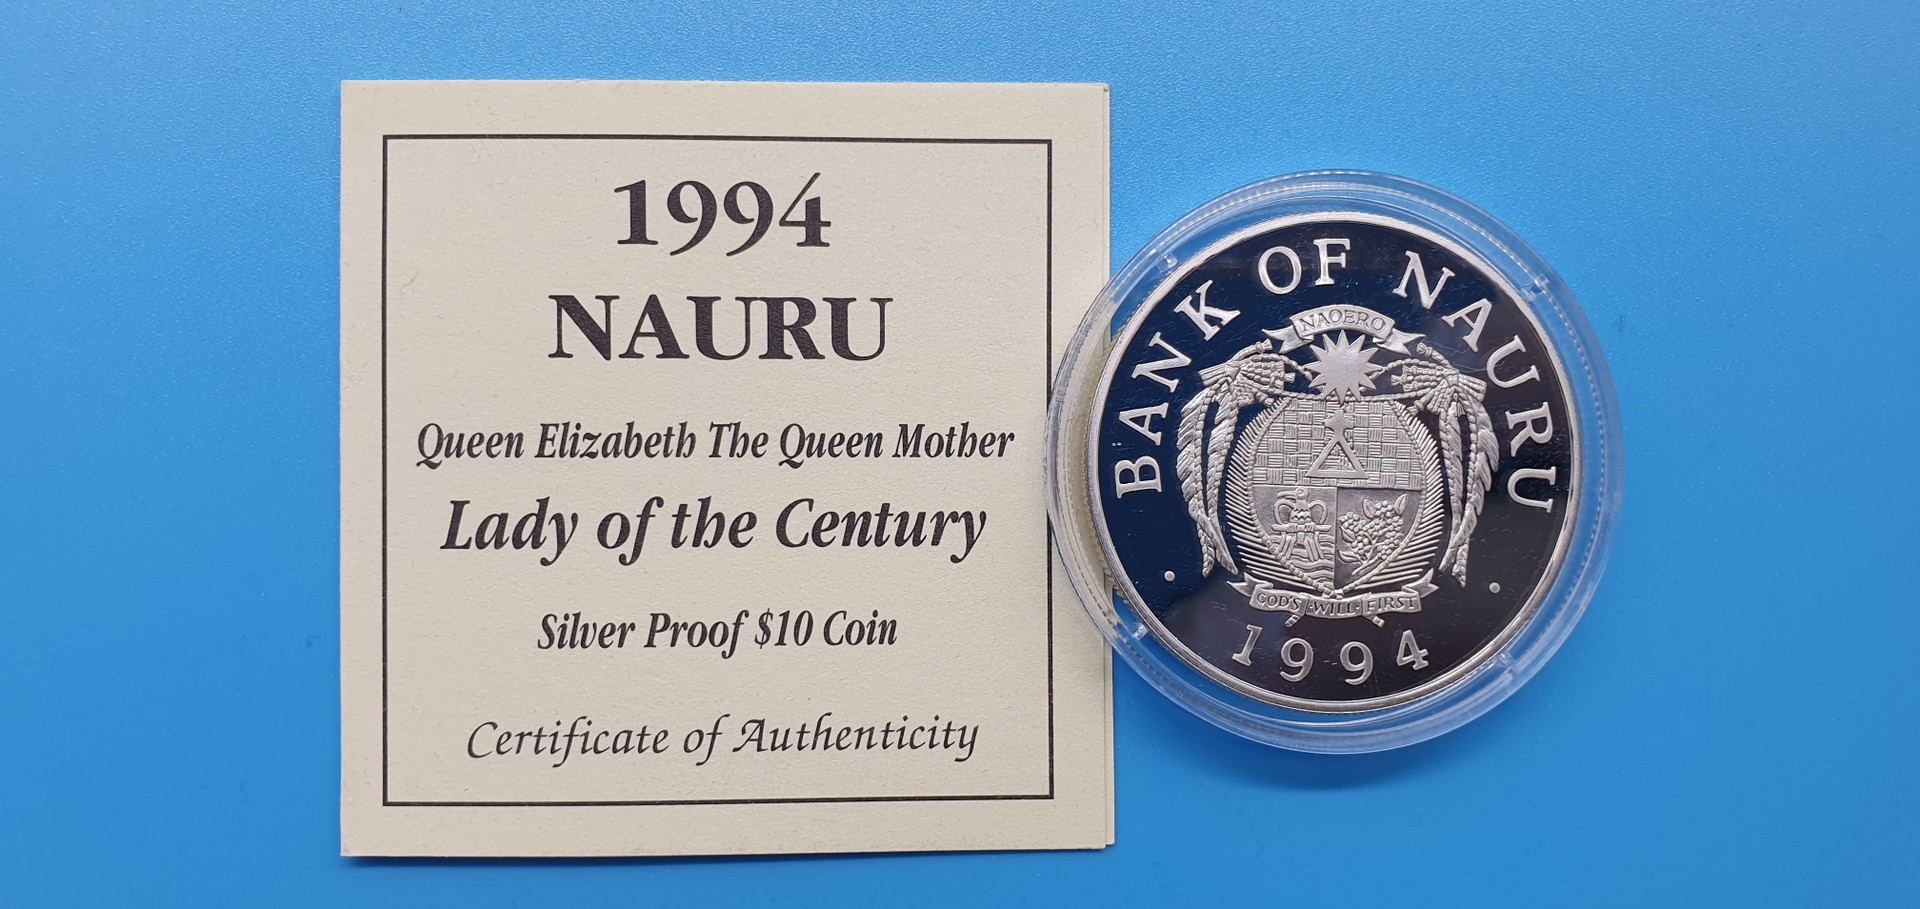 1994
NAURU
Queen Elizabeth The Queen Mother
Lady of the Century
Silver Proof $10 Coin
Certificate of Authenticity
BANK OF NAURU
NAOERO
GOD'S WILL FIRST
1994